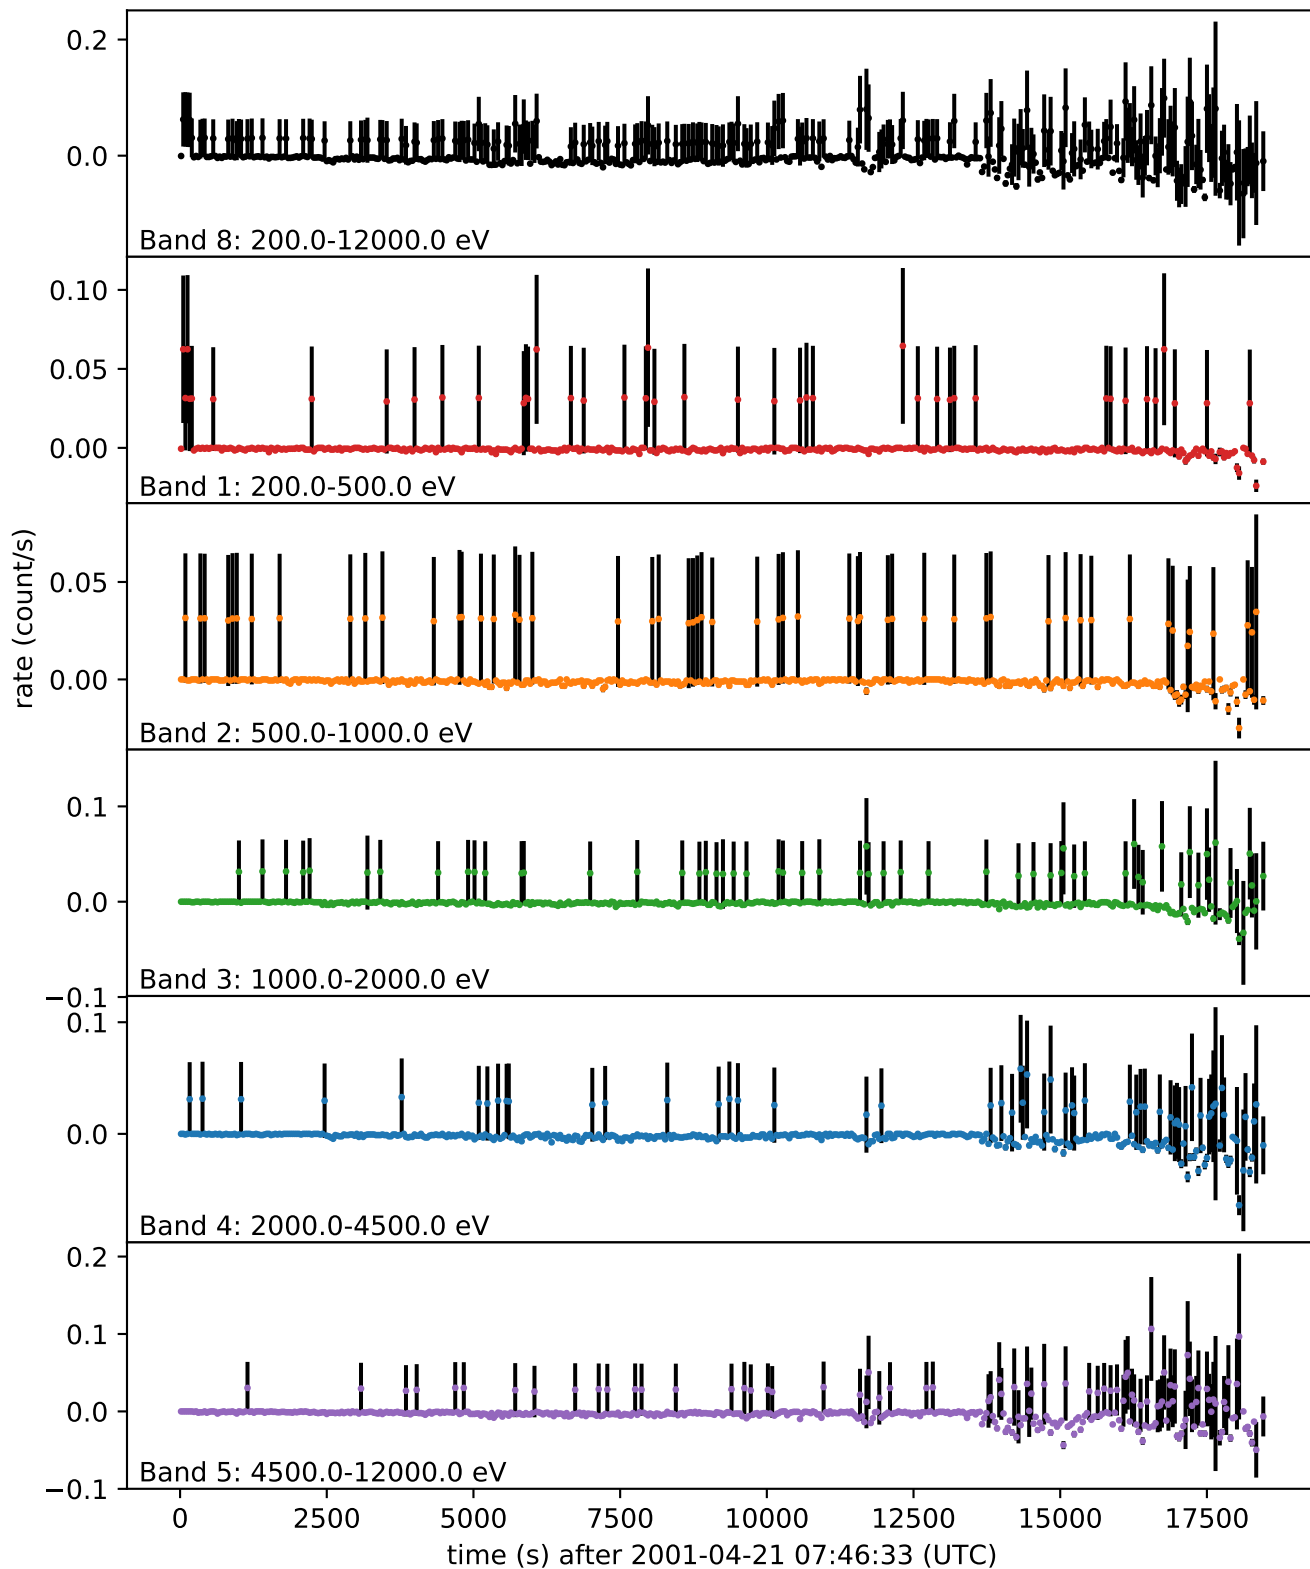 0.2
0.0
Band 8: 200.0-12000.0 eV
0.10
0.05
0.00
Band 1: 200.0-500.0 eV
rate (count/s)
0.05
0.00
Band 2: 500.0-1000.0 eV
0.1
0.0
−0.1
Band 3: 1000.0-2000.0 eV
0.1
0.0
Band 4: 2000.0-4500.0 eV
0.2
0.1
0.0
−0.1
Band 5: 4500.0-12000.0 eV
0 2500 5000 7500 10000 12500 15000 17500
time (s) after 2001-04-21 07:46:33 (UTC)